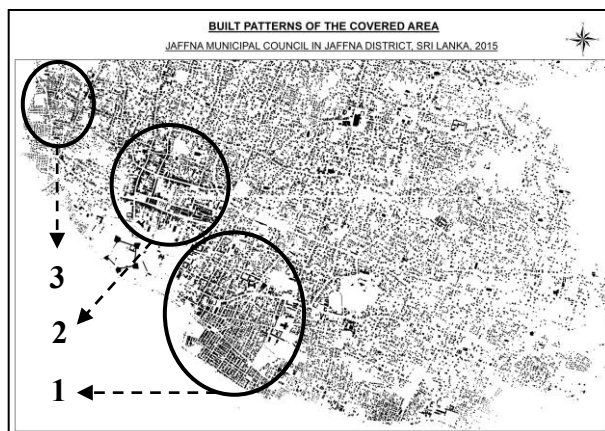 BUILT PATTERNS OF THE COVERED AREA
JAFFNA MUNICIPAL COUNCIL IN JAFFNA DISTRICT, SRI LANKA, 2015
3
2
1